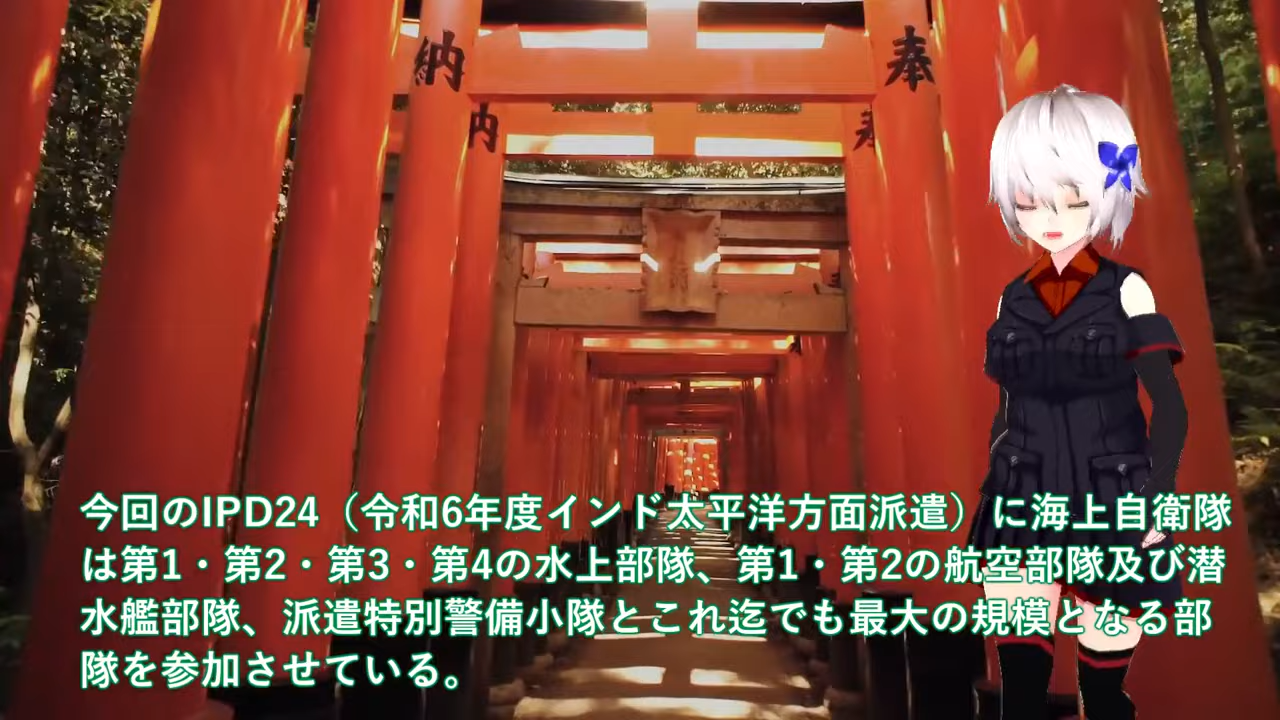 奉納
奉納
今回のIPD24（令和6年度インド太平洋方面派遣）に海上自衛隊
は第1・第2・第3・第4の水上部隊、第1・第2の航空部隊及び潜
水艦部隊、派遣特別警備小隊とこれ迄でも最大の規模となる部
隊を参加させている。